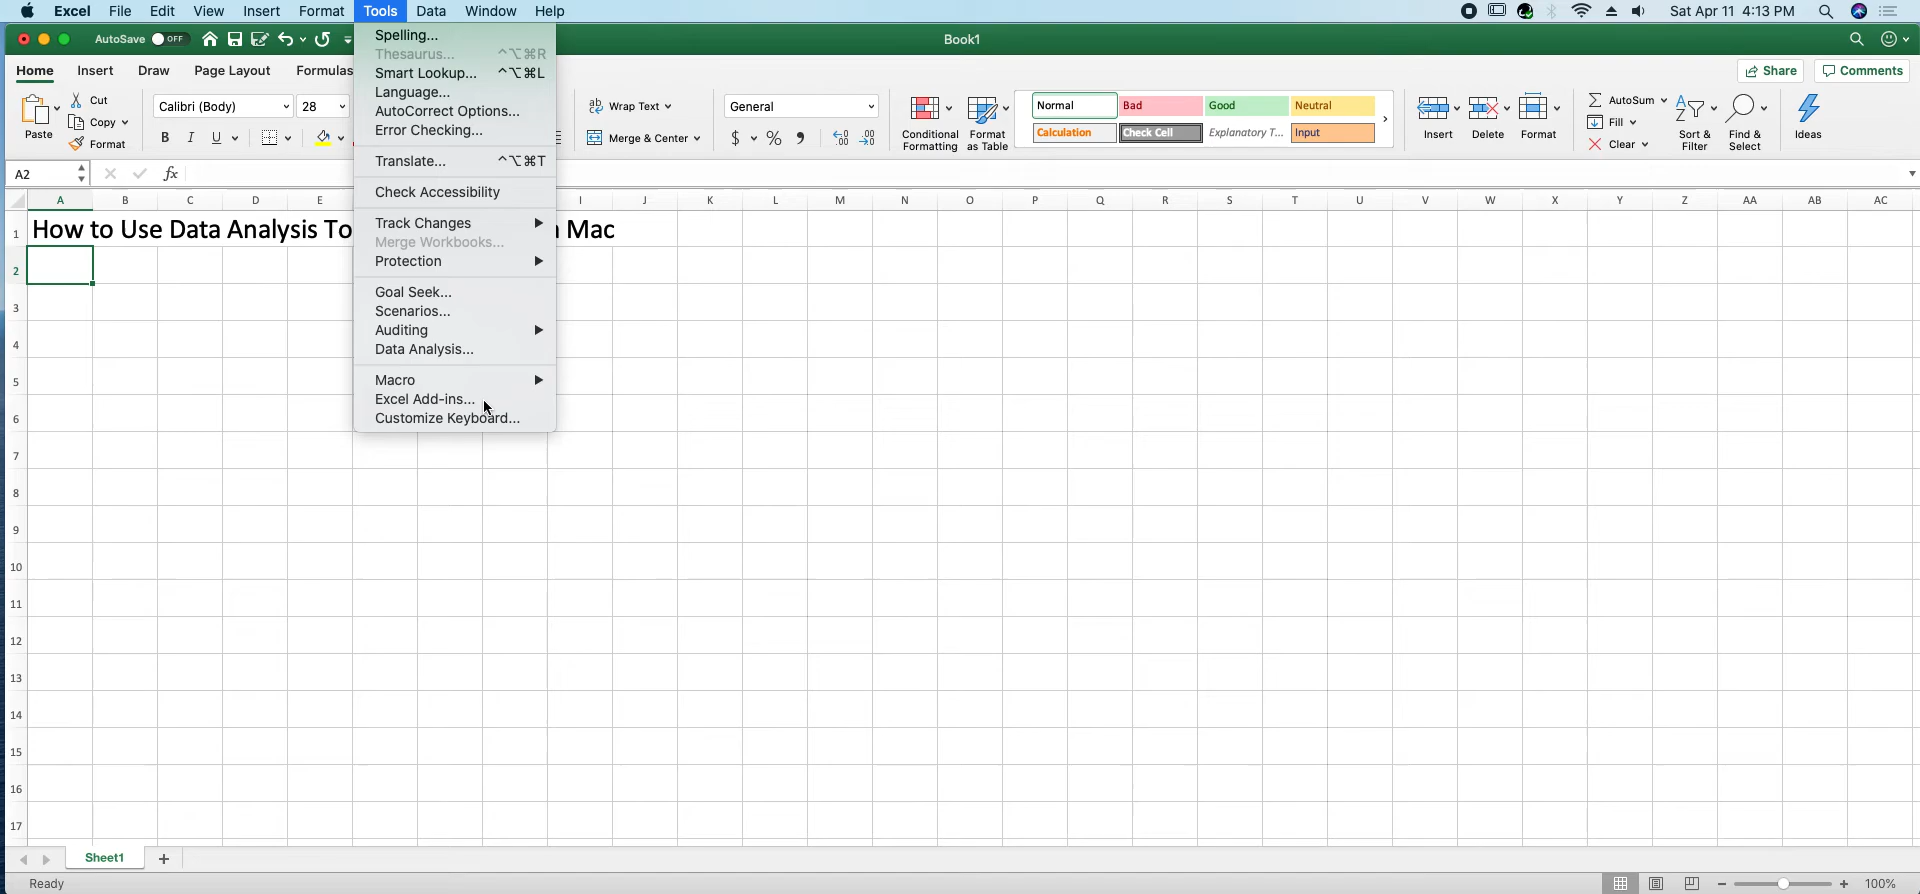 Excel File Edit View Insert Format Tools Data Window Help Sat Apr 11 4:13 PM
AutoSave OFF Book1
Home Insert Draw Page Layout Formulas Share Comments
Paste Cut Copy Format
Calibri (Body) 28
B I U
Wrap Text
Merge & Center
General
$ % 
Conditional Formatting
Format as Table
Normal Bad Good Neutral
Calculation Check Cell Explanatory T... Input
Insert Delete Format
AutoSum
Fill
Clear
Sort & Filter
Find & Select
Ideas
A2 fx
Spelling...
Thesaurus... ^⌥⌘R
Smart Lookup... ^⌥⌘L
Language...
AutoCorrect Options...
Error Checking...
Translate... ^⌥⌘T
Check Accessibility
Track Changes
Merge Workbooks...
Protection
Goal Seek...
Scenarios...
Auditing
Data Analysis...
Macro
Excel Add-ins...
Customize Keyboard...
A B C D E I J K L M N O P Q R S T U V W X Y Z AA AB AC
1 How to Use Data Analysis To Mac
2
3
4
5
6
7
8
9
10
11
12
13
14
15
16
17
Sheet1
Ready 100%